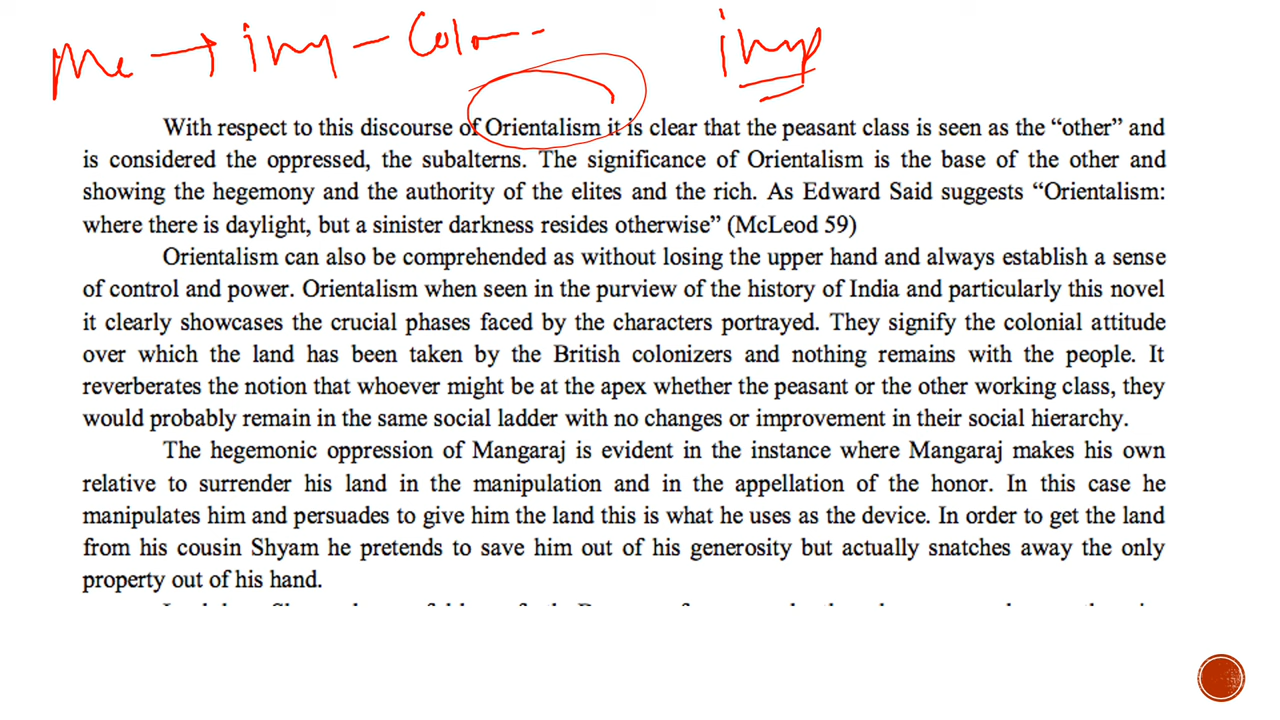 Me → imy - Colon -
imp
With respect to this discourse of Orientalism it is clear that the peasant class is seen as the “other” and
is considered the oppressed, the subalterns. The significance of Orientalism is the base of the other and
showing the hegemony and the authority of the elites and the rich. As Edward Said suggests “Orientalism:
where there is daylight, but a sinister darkness resides otherwise” (McLeod 59)
Orientalism can also be comprehended as without losing the upper hand and always establish a sense
of control and power. Orientalism when seen in the purview of the history of India and particularly this novel
it clearly showcases the crucial phases faced by the characters portrayed. They signify the colonial attitude
over which the land has been taken by the British colonizers and nothing remains with the people. It
reverberates the notion that whoever might be at the apex whether the peasant or the other working class, they
would probably remain in the same social ladder with no changes or improvement in their social hierarchy.
The hegemonic oppression of Mangaraj is evident in the instance where Mangaraj makes his own
relative to surrender his land in the manipulation and in the appellation of the honor. In this case he
manipulates him and persuades to give him the land this is what he uses as the device. In order to get the land
from his cousin Shyam he pretends to save him out of his generosity but actually snatches away the only
property out of his hand.